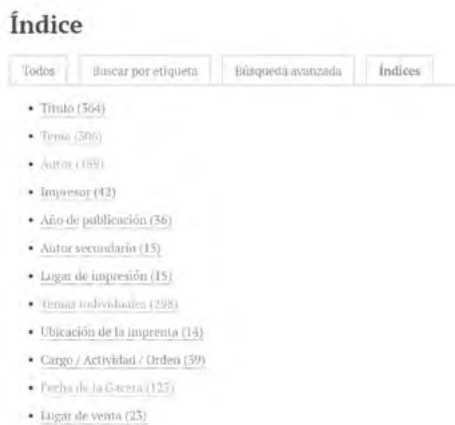 Índice
Todos Buscar por etiqueta Búsqueda avanzada Índices
• Título (364)
• Tema (306)
• Autor (189)
• Impresor (42)
• Año de publicación (36)
• Autor secundario (15)
• Lugar de impresión (15)
• Temas individuales (298)
• Ubicación de la imprenta (14)
• Cargo / Actividad / Orden (59)
• Fecha de la Gaceta (125)
• Lugar de venta (23)